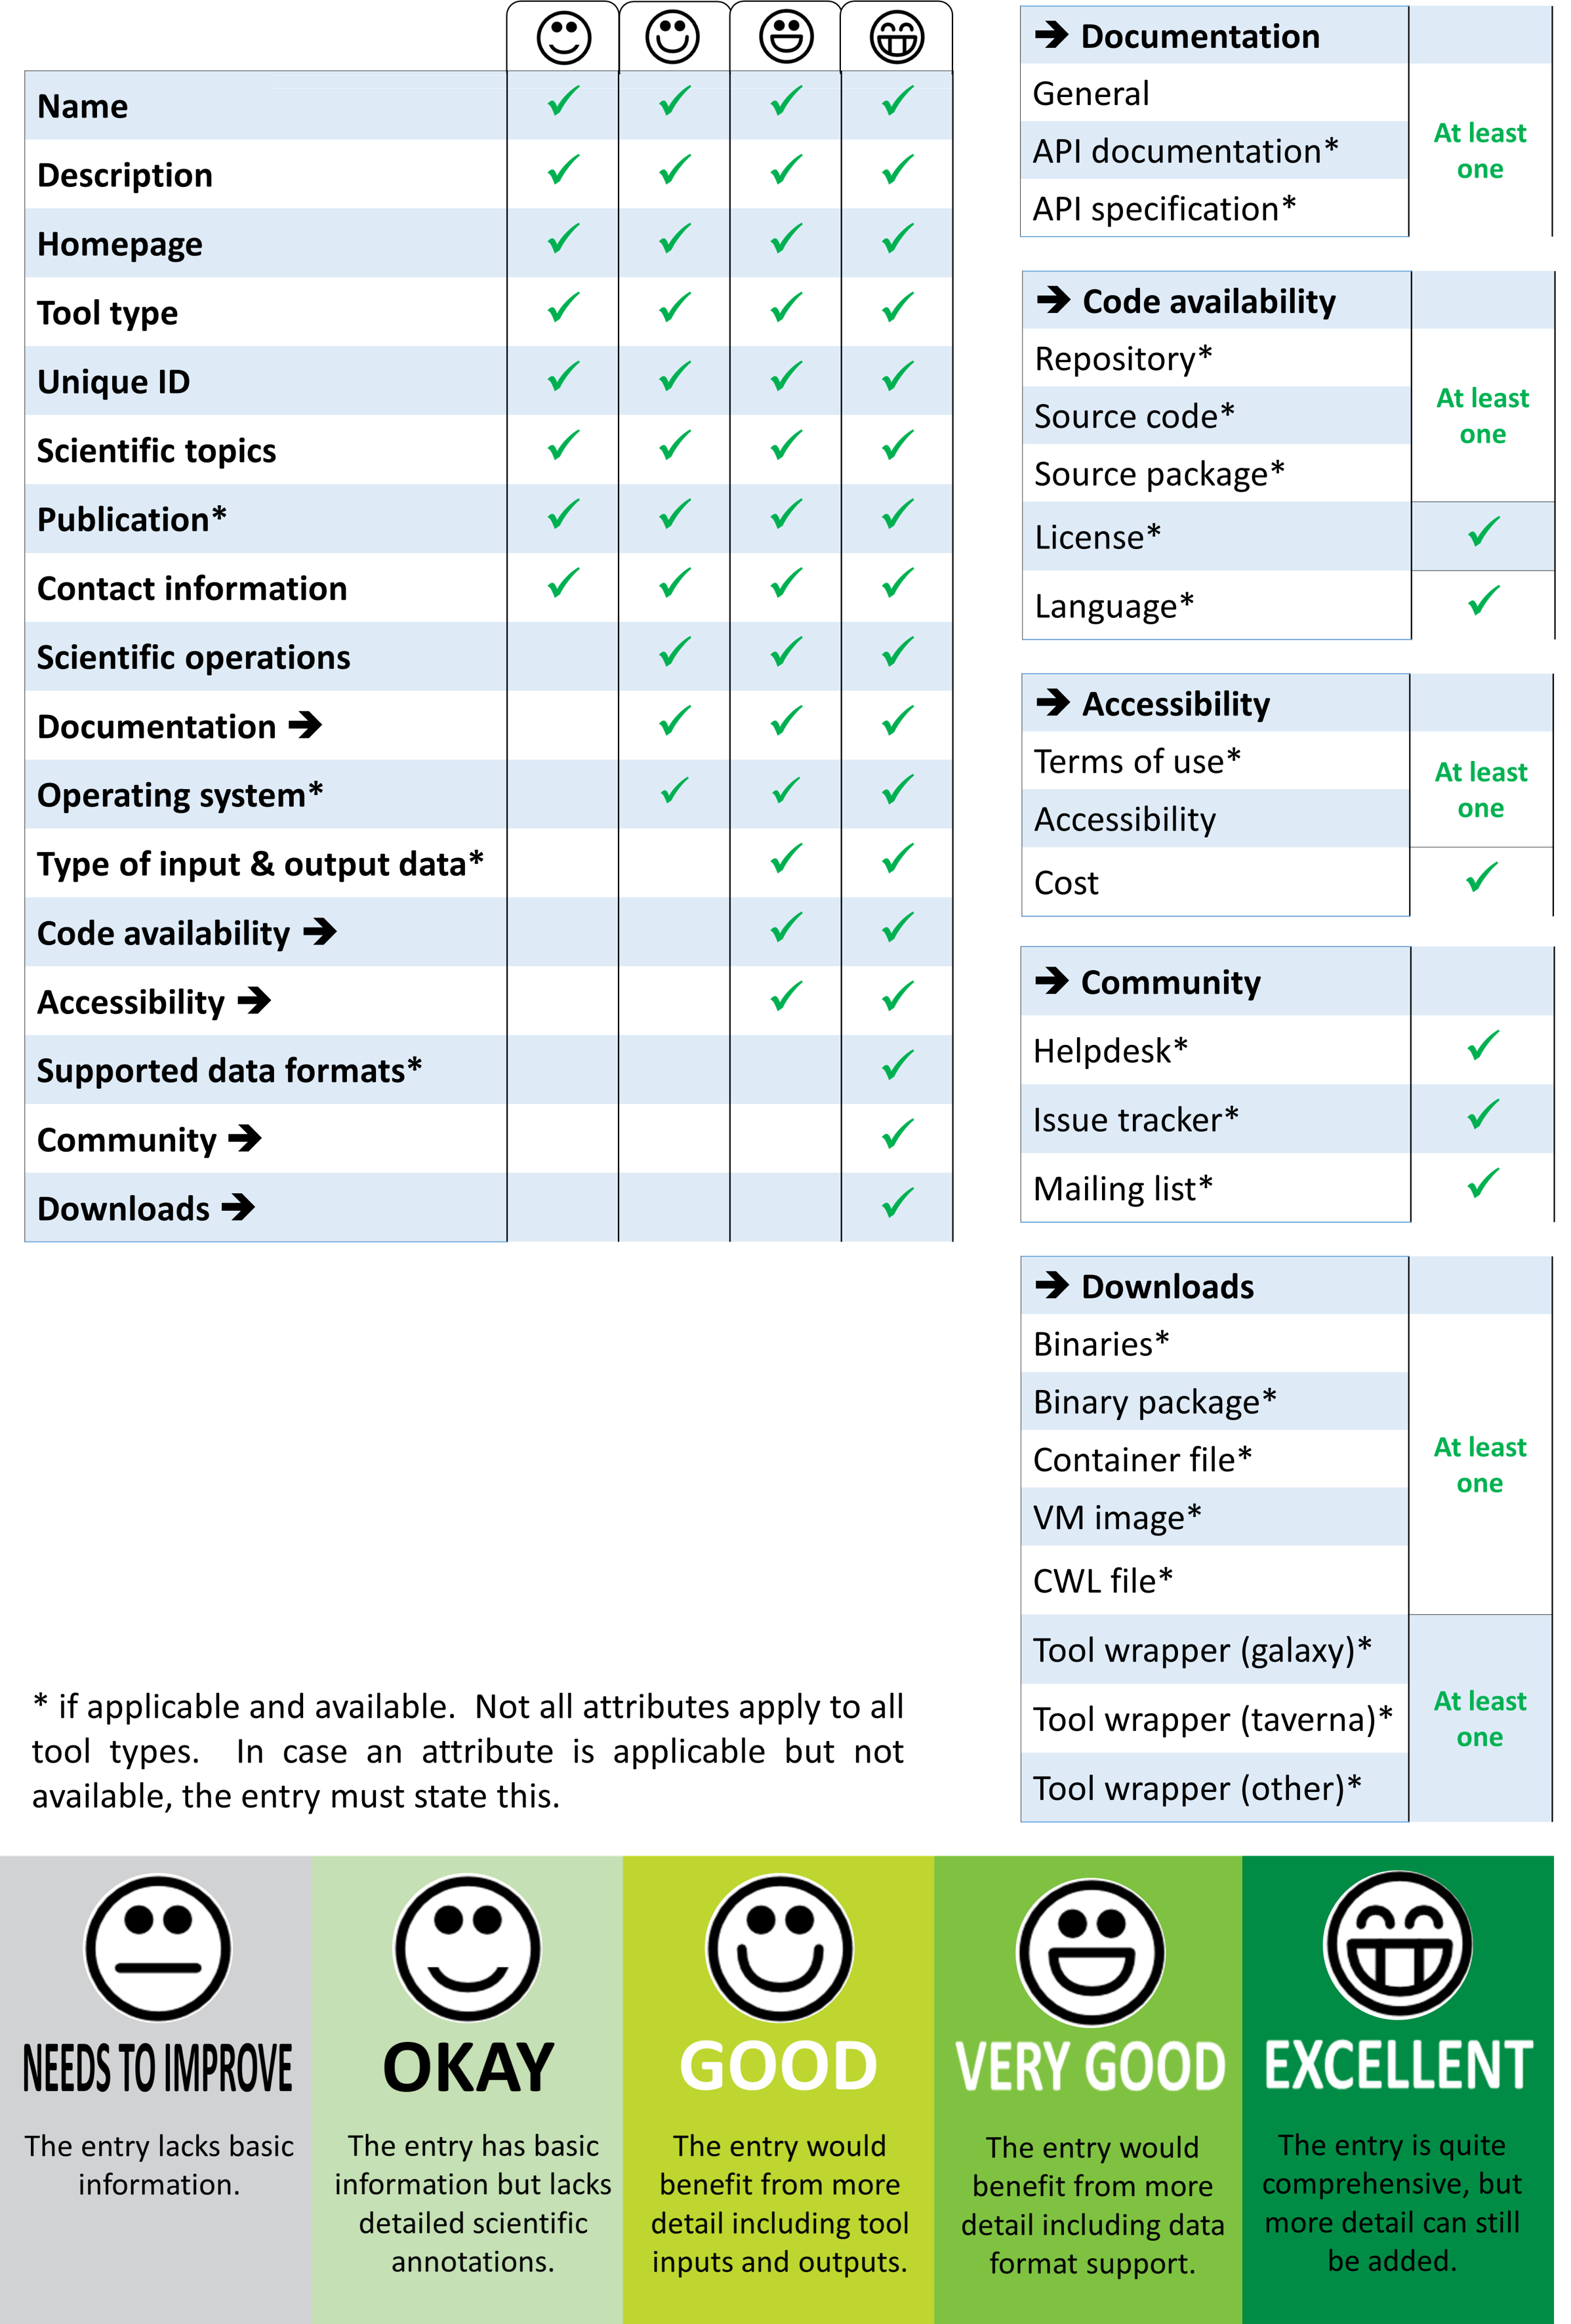 Name
Description
Homepage
Tool type
Unique ID
Scientific topics
Publication*
Contact information
Scientific operations
Documentation ➔
Operating system*
Type of input & output data*
Code availability ➔
Accessibility ➔
Supported data formats*
Community ➔
Downloads ➔
* if applicable and available. Not all attributes apply to all
tool types. In case an attribute is applicable but not
available, the entry must state this.
➔ Documentation
General
API documentation*
API specification*
At least
one
➔ Code availability
Repository*
Source code*
Source package*
At least
one
License*
Language*
➔ Accessibility
Terms of use*
Accessibility
At least
one
Cost
➔ Community
Helpdesk*
Issue tracker*
Mailing list*
➔ Downloads
Binaries*
Binary package*
Container file*
VM image*
CWL file*
At least
one
Tool wrapper (galaxy)*
Tool wrapper (taverna)*
Tool wrapper (other)*
At least
one
NEEDS TO IMPROVE
The entry lacks basic
information.
OKAY
The entry has basic
information but lacks
detailed scientific
annotations.
GOOD
The entry would
benefit from more
detail including tool
inputs and outputs.
VERY GOOD
The entry would
benefit from more
detail including data
format support.
EXCELLENT
The entry is quite
comprehensive, but
more detail can still
be added.